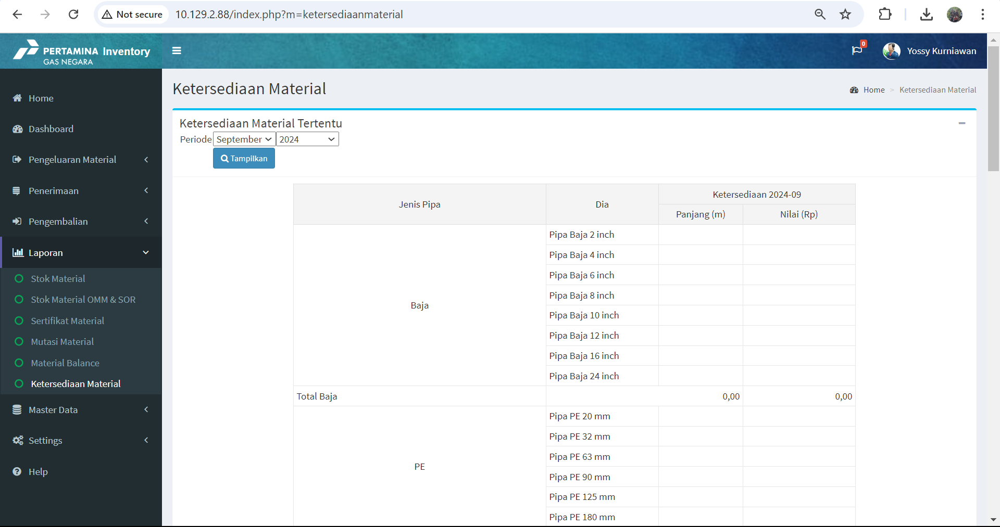 Not secure
10.129.2.88/index.php?m=ketersediaanmaterial
PERTAMINA
GAS NEGARA
Inventory
0
Yossy Kurniawan
Home
Dashboard
Pengeluaran Material
Penerimaan
Pengembalian
Laporan
Stok Material
Stok Material OMM & SOR
Sertifikat Material
Mutasi Material
Material Balance
Ketersediaan Material
Master Data
Settings
Help
Ketersediaan Material
Home > Ketersediaan Material
Ketersediaan Material Tertentu
Periode September 2024
Tampilkan
Jenis Pipa Dia Ketersediaan 2024-09
Panjang (m) Nilai (Rp)
Baja
Pipa Baja 2 inch
Pipa Baja 4 inch
Pipa Baja 6 inch
Pipa Baja 8 inch
Pipa Baja 10 inch
Pipa Baja 12 inch
Pipa Baja 16 inch
Pipa Baja 24 inch
Total Baja 0,00 0,00
PE
Pipa PE 20 mm
Pipa PE 32 mm
Pipa PE 63 mm
Pipa PE 90 mm
Pipa PE 125 mm
Pipa PE 180 mm